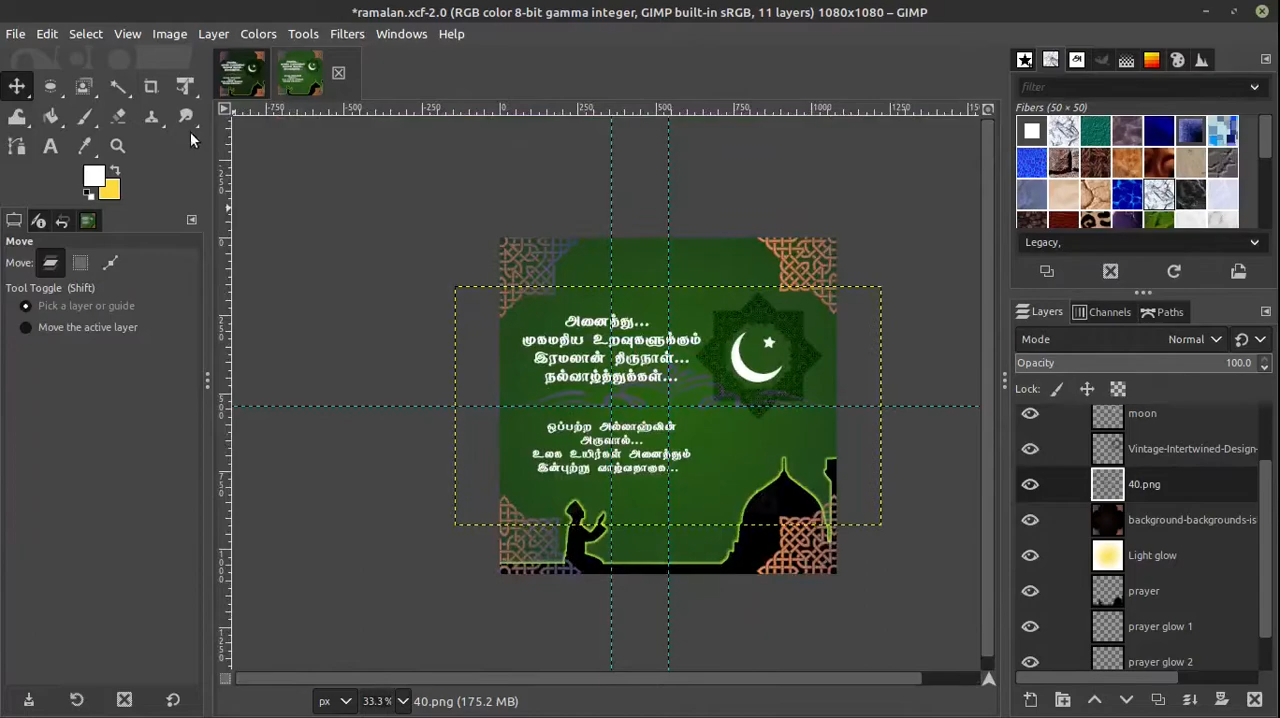 *ramalan.xcf-2.0 (RGB color 8-bit gamma integer, GIMP built-in sRGB, 11 layers) 1080x1080 – GIMP
File Edit Select View Image Layer Colors Tools Filters Windows Help
filter
Fibers (50 × 50)
Legacy,
Move
Move:
Tool Toggle (Shift)
Pick a layer or guide
Move the active layer
அனைத்து...
முகமதிய உறவுகளுக்கும்
இரமலான் திருநாள்...
நல்வாழ்த்துக்கள்...
ஒப்பற்ற அல்லாஹ்வின்
அருளால்...
உலக உயிர்கள் அனைத்தும்
இன்புற்று வாழ்வதாகுக...
Layers Channels Paths
Mode Normal
Opacity 100.0
Lock:
moon
Vintage-Intertwined-Design-
40.png
background-backgrounds-is
Light glow
prayer
prayer glow 1
prayer glow 2
px 33.3% 40.png (175.2 MB)